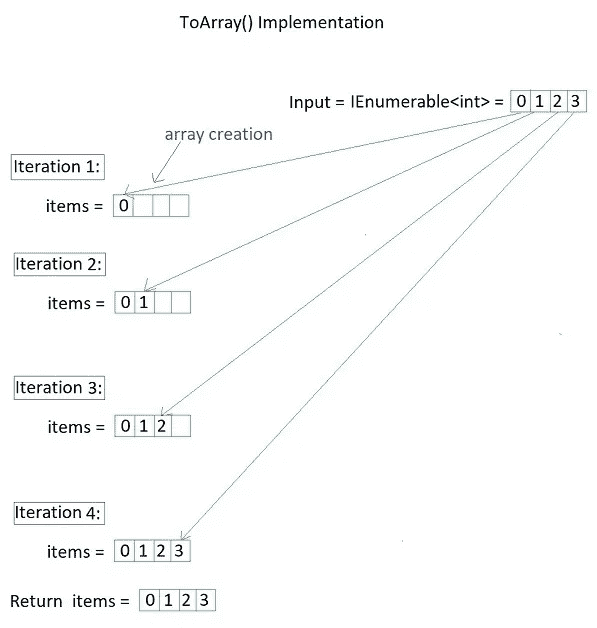 ToArray() Implementation
Input = IEnumerable<int> = 0 1 2 3
array creation
Iteration 1:
items = 0
Iteration 2:
items = 0 1
Iteration 3:
items = 0 1 2
Iteration 4:
items = 0 1 2 3
Return items = 0 1 2 3